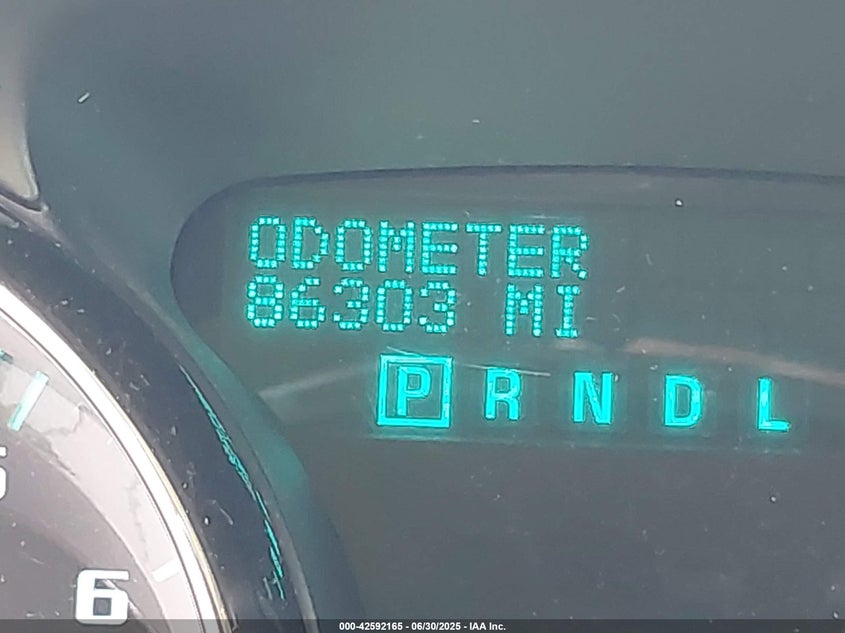 ODOMETER
86303 MI
P R N D L
6
000-42592165 - 06/30/2025 - IAA Inc.